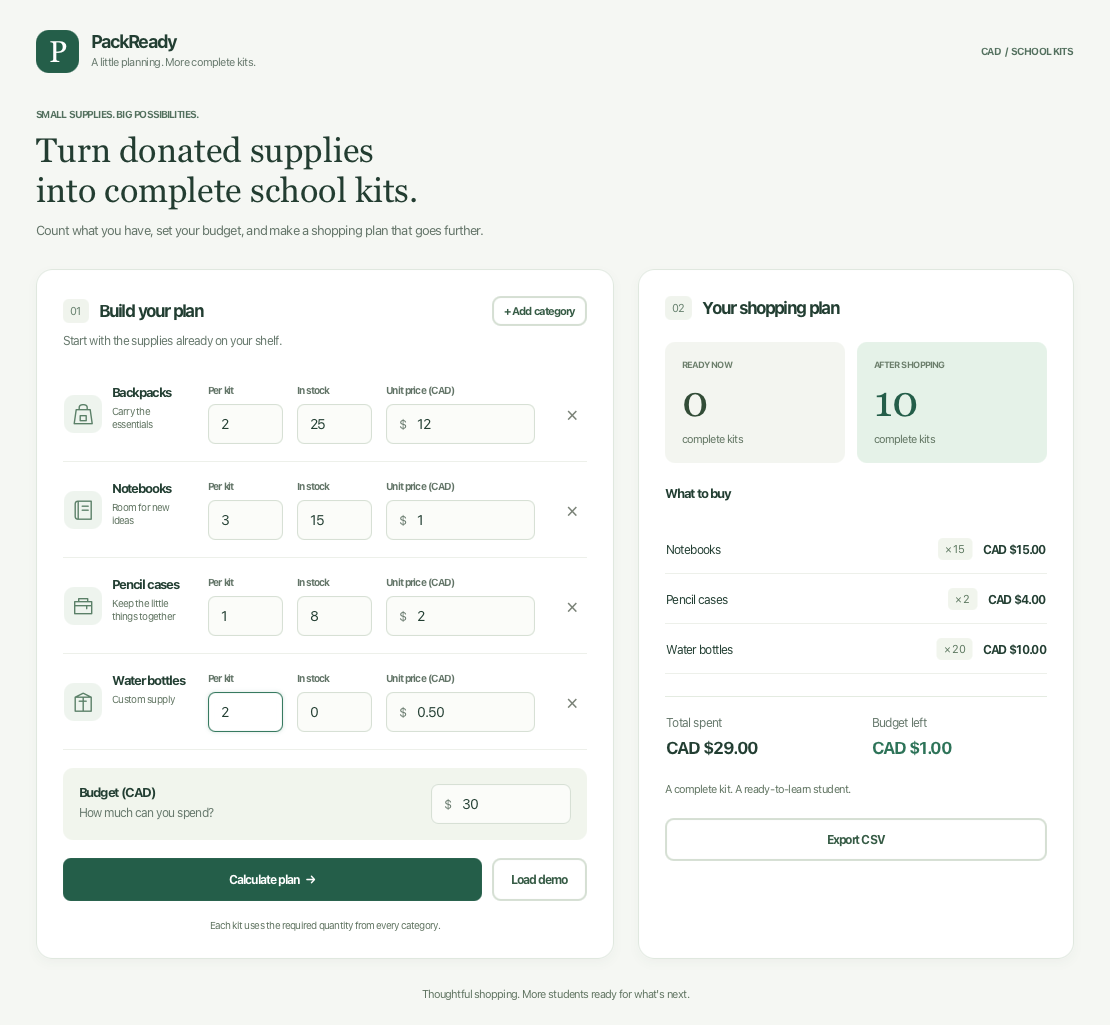 P
PackReady
A little planning. More complete kits.
CAD / SCHOOL KITS
SMALL SUPPLIES. BIG POSSIBILITIES.
Turn donated supplies
into complete school kits.
Count what you have, set your budget, and make a shopping plan that goes further.
01 Build your plan
+ Add category
Start with the supplies already on your shelf.
Backpacks
Carry the
essentials
Per kit
2
In stock
25
Unit price (CAD)
$ 12
×
Notebooks
Room for new
ideas
Per kit
3
In stock
15
Unit price (CAD)
$ 1
×
Pencil cases
Keep the little
things together
Per kit
1
In stock
8
Unit price (CAD)
$ 2
×
Water bottles
Custom supply
Per kit
2
In stock
0
Unit price (CAD)
$ 0.50
×
Budget (CAD)
How much can you spend?
$ 30
Calculate plan →
Load demo
Each kit uses the required quantity from every category.
02 Your shopping plan
READY NOW
0
complete kits
AFTER SHOPPING
10
complete kits
What to buy
Notebooks ×15 CAD $15.00
Pencil cases ×2 CAD $4.00
Water bottles ×20 CAD $10.00
Total spent
CAD $29.00
Budget left
CAD $1.00
A complete kit. A ready-to-learn student.
Export CSV
Thoughtful shopping. More students ready for what's next.